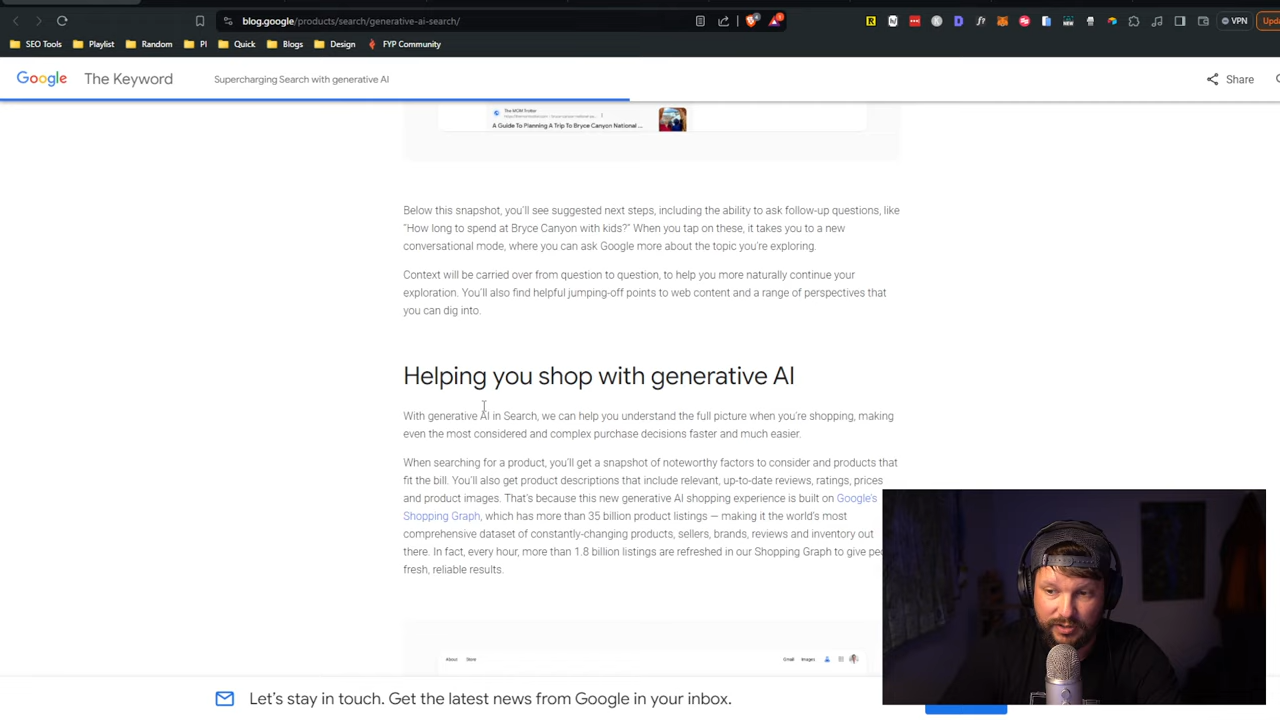 blog.google/products/search/generative-ai-search/
VPN
SEO Tools Playlist Random PI Quick Blogs Design FYP Community
Google The Keyword Supercharging Search with generative AI Share
The MOM Trotter
A Guide To Planning A Trip To Bryce Canyon National ...
Below this snapshot, you'll see suggested next steps, including the ability to ask follow-up questions, like
"How long to spend at Bryce Canyon with kids?" When you tap on these, it takes you to a new
conversational mode, where you can ask Google more about the topic you're exploring.
Context will be carried over from question to question, to help you more naturally continue your
exploration. You'll also find helpful jumping-off points to web content and a range of perspectives that
you can dig into.
Helping you shop with generative AI
With generative AI in Search, we can help you understand the full picture when you're shopping, making
even the most considered and complex purchase decisions faster and much easier.
When searching for a product, you'll get a snapshot of noteworthy factors to consider and products that
fit the bill. You'll also get product descriptions that include relevant, up-to-date reviews, ratings, prices
and product images. That's because this new generative AI shopping experience is built on Google's
Shopping Graph, which has more than 35 billion product listings — making it the world's most
comprehensive dataset of constantly-changing products, sellers, brands, reviews and inventory out
there. In fact, every hour, more than 1.8 billion listings are refreshed in our Shopping Graph to give
fresh, reliable results.
About Store Gmail Images
Let's stay in touch. Get the latest news from Google in your inbox.